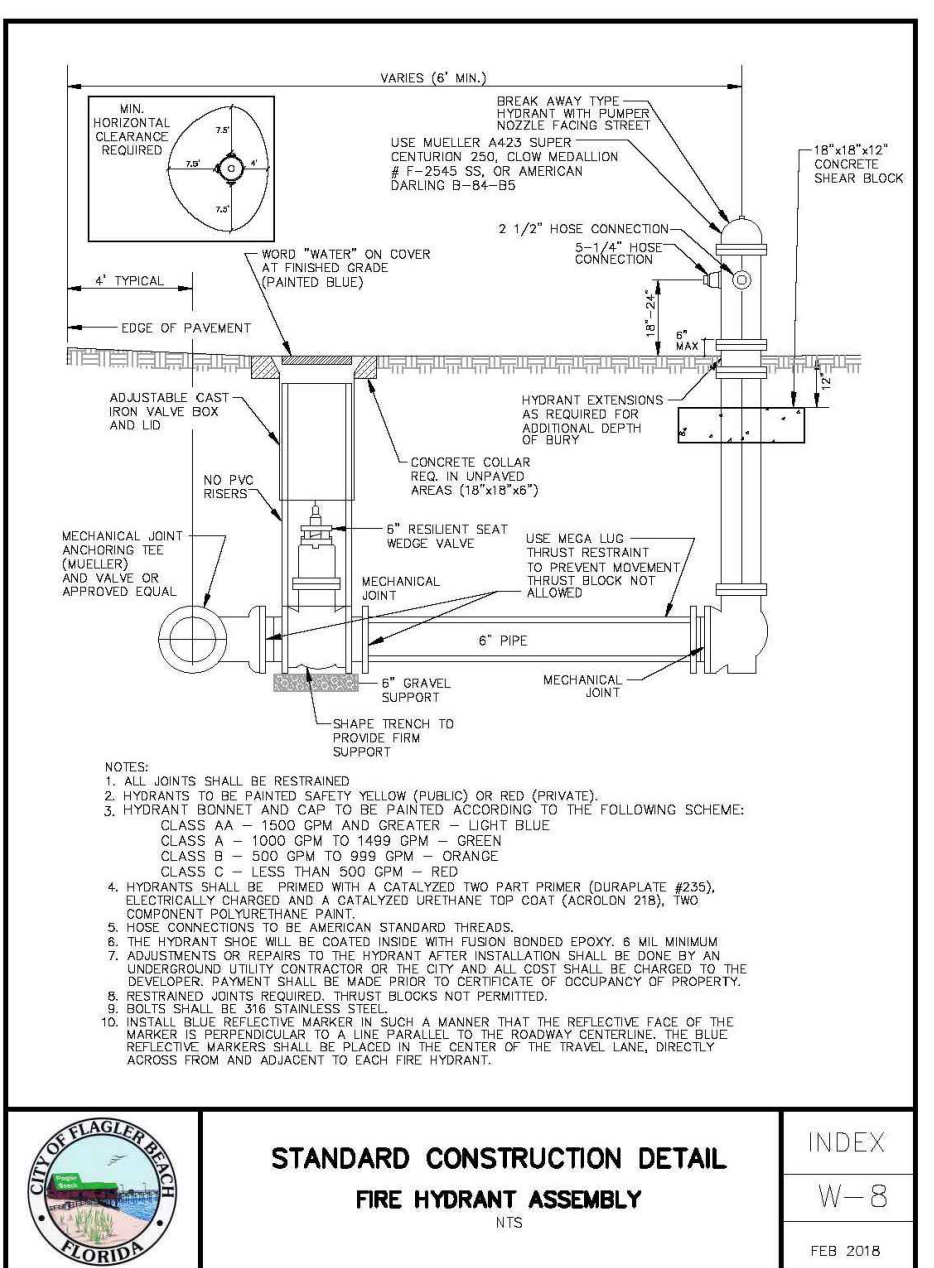 VARIES (6' MIN.)
MIN.
HORIZONTAL
CLEARANCE
REQUIRED
7.5'
7.5'
4'
7.5'
BREAK AWAY TYPE
HYDRANT WITH PUMPER
NOZZLE FACING STREET
USE MUELLER A423 SUPER
CENTURION 250, CLOW MEDALLION
# F-2545 SS, OR AMERICAN
DARLING B-84-B5
18"x18"x12"
CONCRETE
SHEAR BLOCK
2 1/2" HOSE CONNECTION
5-1/4" HOSE
CONNECTION
WORD "WATER" ON COVER
AT FINISHED GRADE
(PAINTED BLUE)
4' TYPICAL
EDGE OF PAVEMENT
18"-24"
6"
MAX
12"
ADJUSTABLE CAST
IRON VALVE BOX
AND LID
HYDRANT EXTENSIONS
AS REQUIRED FOR
ADDITIONAL DEPTH
OF BURY
CONCRETE COLLAR
REQ. IN UNPAVED
AREAS (18"x18"x6")
NO PVC
RISERS
6" RESILIENT SEAT
WEDGE VALVE
MECHANICAL JOINT
ANCHORING TEE
(MUELLER)
AND VALVE OR
APPROVED EQUAL
USE MEGA LUG
THRUST RESTRAINT
TO PREVENT MOVEMENT
THRUST BLOCK NOT
ALLOWED
MECHANICAL
JOINT
6" PIPE
6" GRAVEL
SUPPORT
MECHANICAL
JOINT
SHAPE TRENCH TO
PROVIDE FIRM
SUPPORT
NOTES:
1. ALL JOINTS SHALL BE RESTRAINED
2. HYDRANTS TO BE PAINTED SAFETY YELLOW (PUBLIC) OR RED (PRIVATE).
3. HYDRANT BONNET AND CAP TO BE PAINTED ACCORDING TO THE FOLLOWING SCHEME:
CLASS AA - 1500 GPM AND GREATER - LIGHT BLUE
CLASS A - 1000 GPM TO 1499 GPM - GREEN
CLASS B - 500 GPM TO 999 GPM - ORANGE
CLASS C - LESS THAN 500 GPM - RED
4. HYDRANTS SHALL BE PRIMED WITH A CATALYZED TWO PART PRIMER (DURAPLATE #235),
ELECTRICALLY CHARGED AND A CATALYZED URETHANE TOP COAT (ACROLON 218), TWO
COMPONENT POLYURETHANE PAINT.
5. HOSE CONNECTIONS TO BE AMERICAN STANDARD THREADS.
6. THE HYDRANT SHOE WILL BE COATED INSIDE WITH FUSION BONDED EPOXY. 6 MIL MINIMUM
7. ADJUSTMENTS OR REPAIRS TO THE HYDRANT AFTER INSTALLATION SHALL BE DONE BY AN
UNDERGROUND UTILITY CONTRACTOR OR THE CITY AND ALL COST SHALL BE CHARGED TO THE
DEVELOPER. PAYMENT SHALL BE MADE PRIOR TO CERTIFICATE OF OCCUPANCY OF PROPERTY.
8. RESTRAINED JOINTS REQUIRED. THRUST BLOCKS NOT PERMITTED.
9. BOLTS SHALL BE 316 STAINLESS STEEL.
10. INSTALL BLUE REFLECTIVE MARKER IN SUCH A MANNER THAT THE REFLECTIVE FACE OF THE
MARKER IS PERPENDICULAR TO A LINE PARALLEL TO THE ROADWAY CENTERLINE. THE BLUE
REFLECTIVE MARKERS SHALL BE PLACED IN THE CENTER OF THE TRAVEL LANE, DIRECTLY
ACROSS FROM AND ADJACENT TO EACH FIRE HYDRANT.
CITY OF FLAGLER BEACH
Flagler
Beach
FLORIDA
STANDARD CONSTRUCTION DETAIL
FIRE HYDRANT ASSEMBLY
NTS
INDEX
W-8
FEB 2018